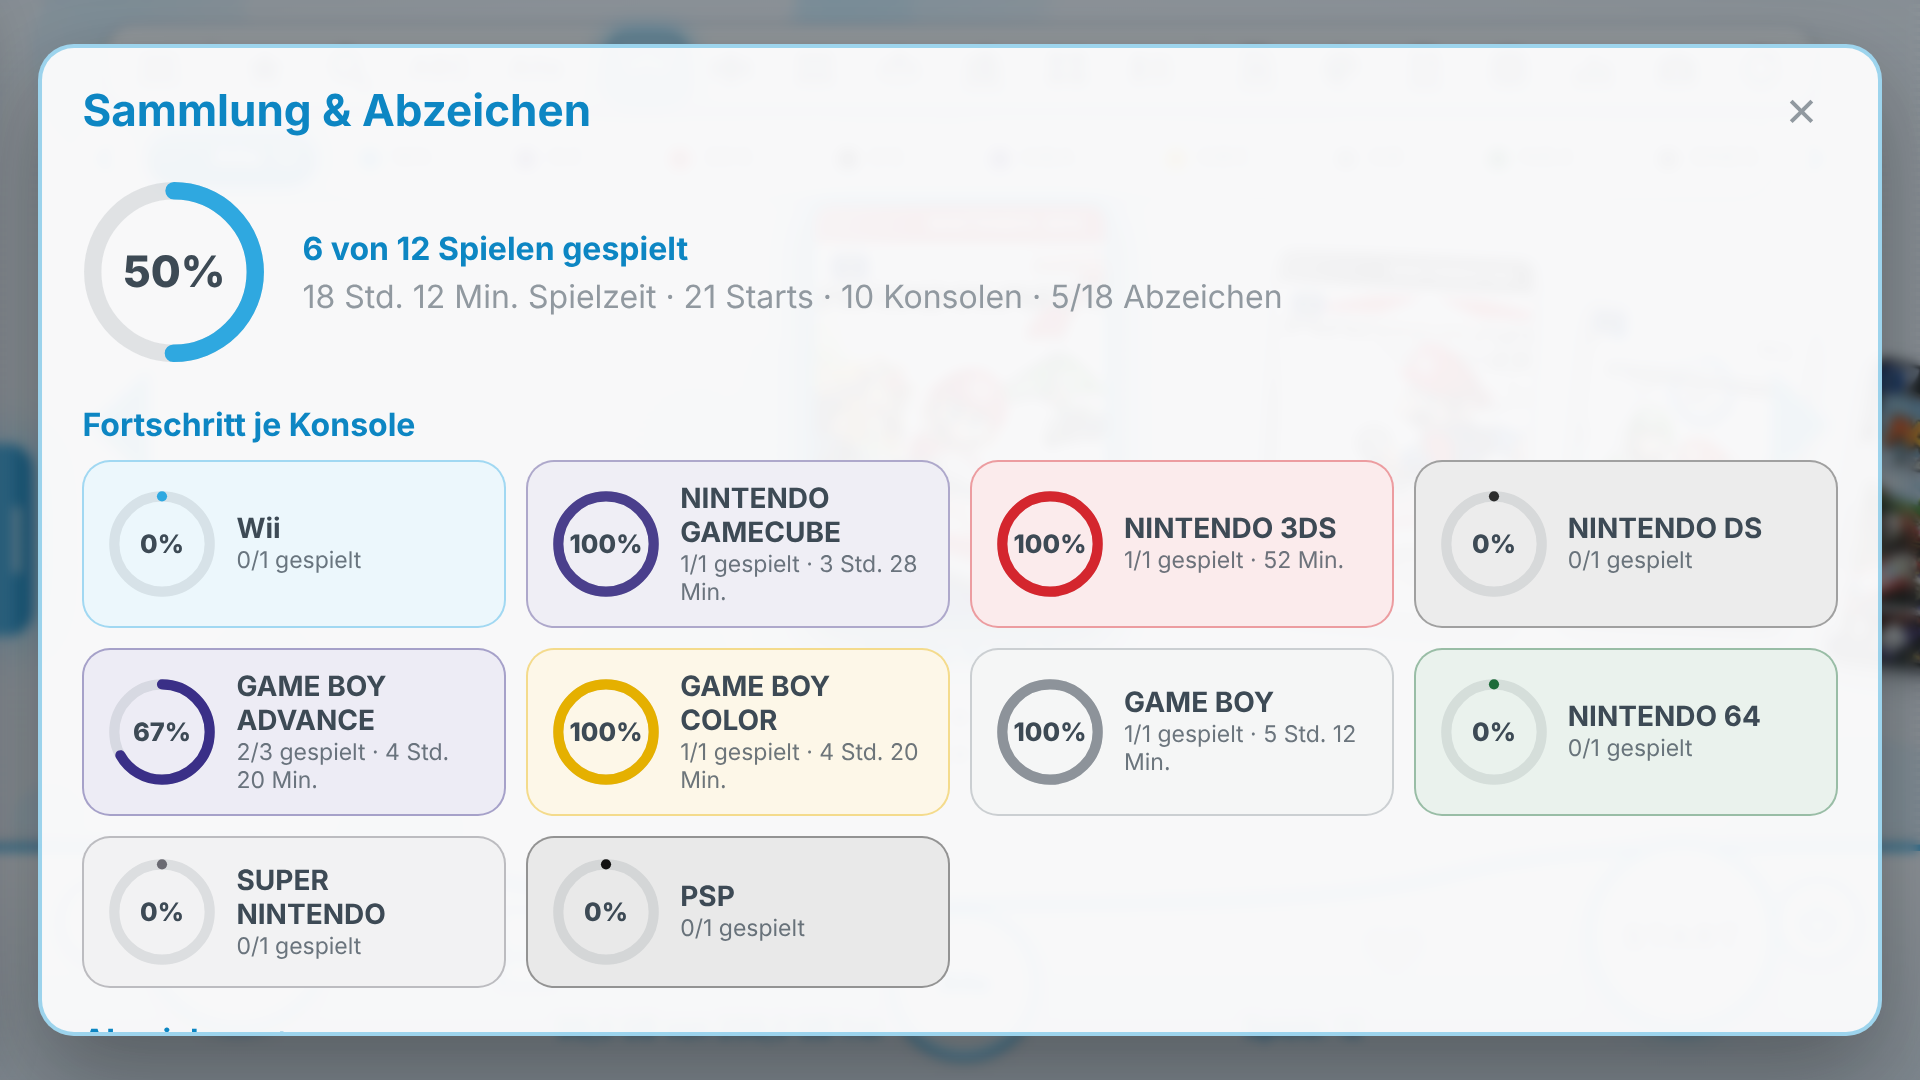 Sammlung & Abzeichen
50%
6 von 12 Spielen gespielt
18 Std. 12 Min. Spielzeit · 21 Starts · 10 Konsolen · 5/18 Abzeichen
Fortschritt je Konsole
0%
Wii
0/1 gespielt
100%
NINTENDO
GAMECUBE
1/1 gespielt · 3 Std. 28
Min.
100%
NINTENDO 3DS
1/1 gespielt · 52 Min.
0%
NINTENDO DS
0/1 gespielt
67%
GAME BOY
ADVANCE
2/3 gespielt · 4 Std.
20 Min.
100%
GAME BOY
COLOR
1/1 gespielt · 4 Std. 20
Min.
100%
GAME BOY
1/1 gespielt · 5 Std. 12
Min.
0%
NINTENDO 64
0/1 gespielt
0%
SUPER
NINTENDO
0/1 gespielt
0%
PSP
0/1 gespielt